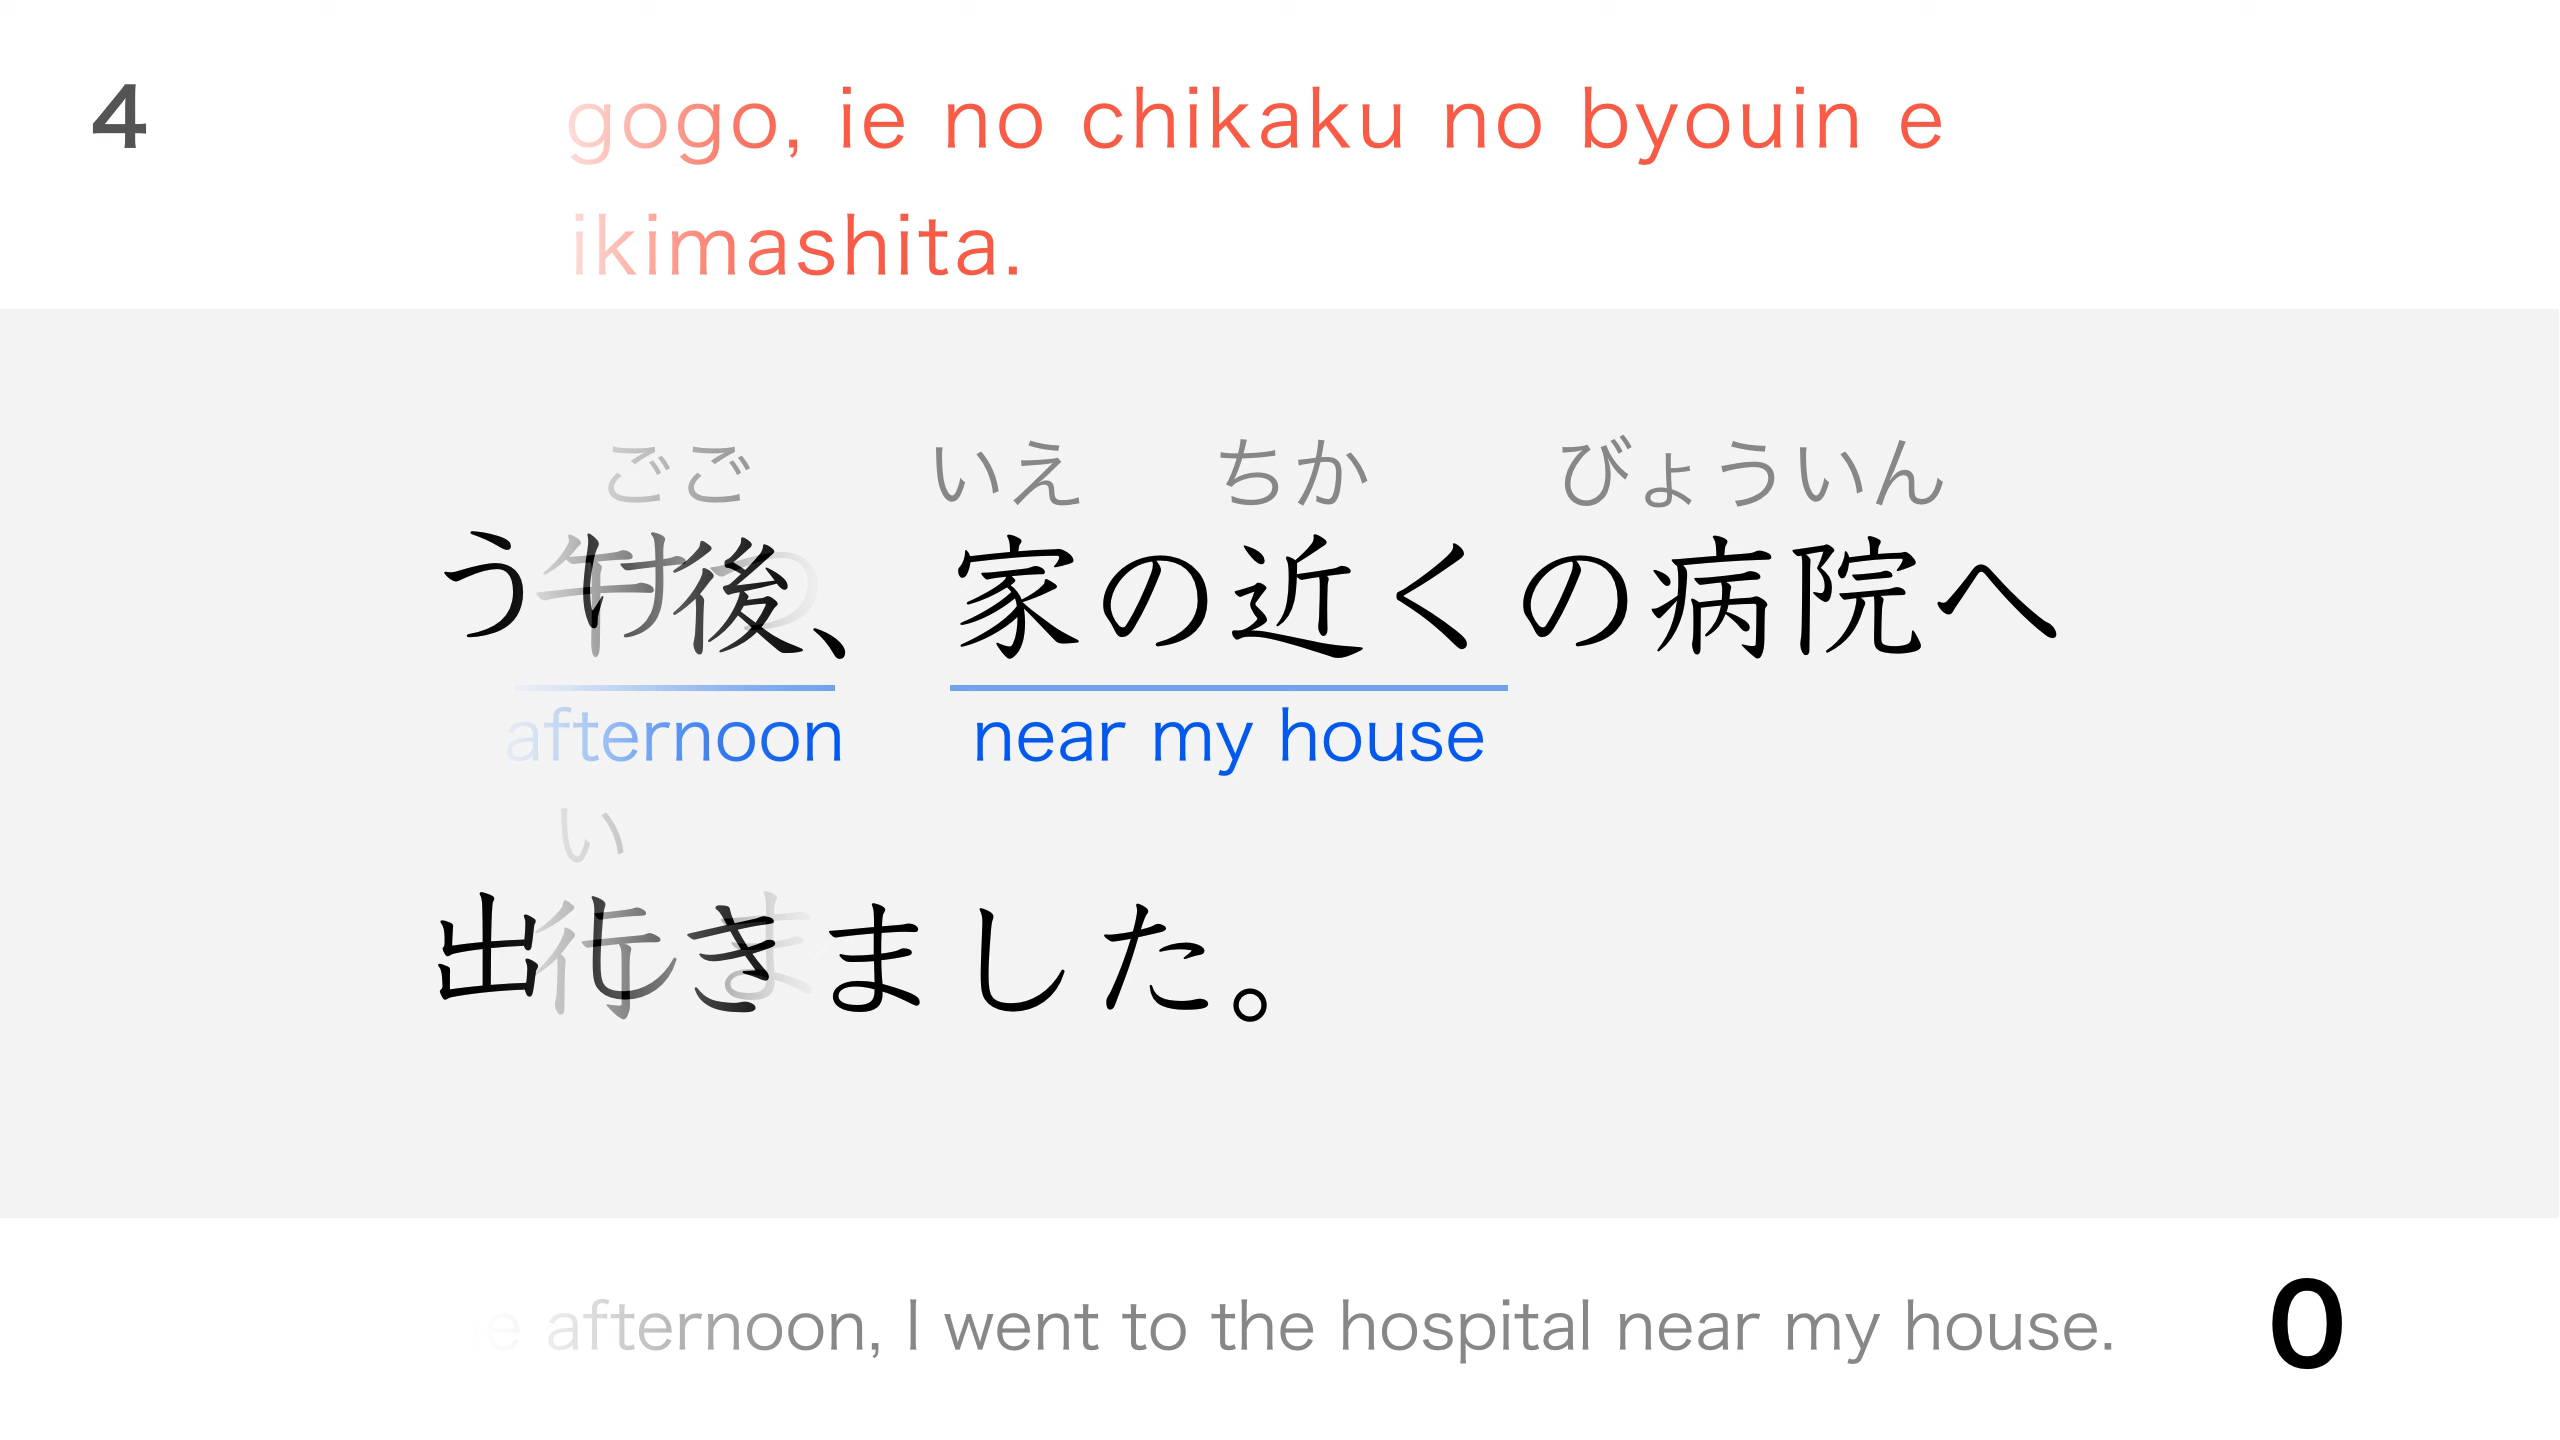 4
gogo, ie no chikaku no byouin e
ikimashita.
ごご いえ ちか びょういん
午後、家の近くの病院へ
afternoon near my house
い
行きました。
afternoon, I went to the hospital near my house.
0